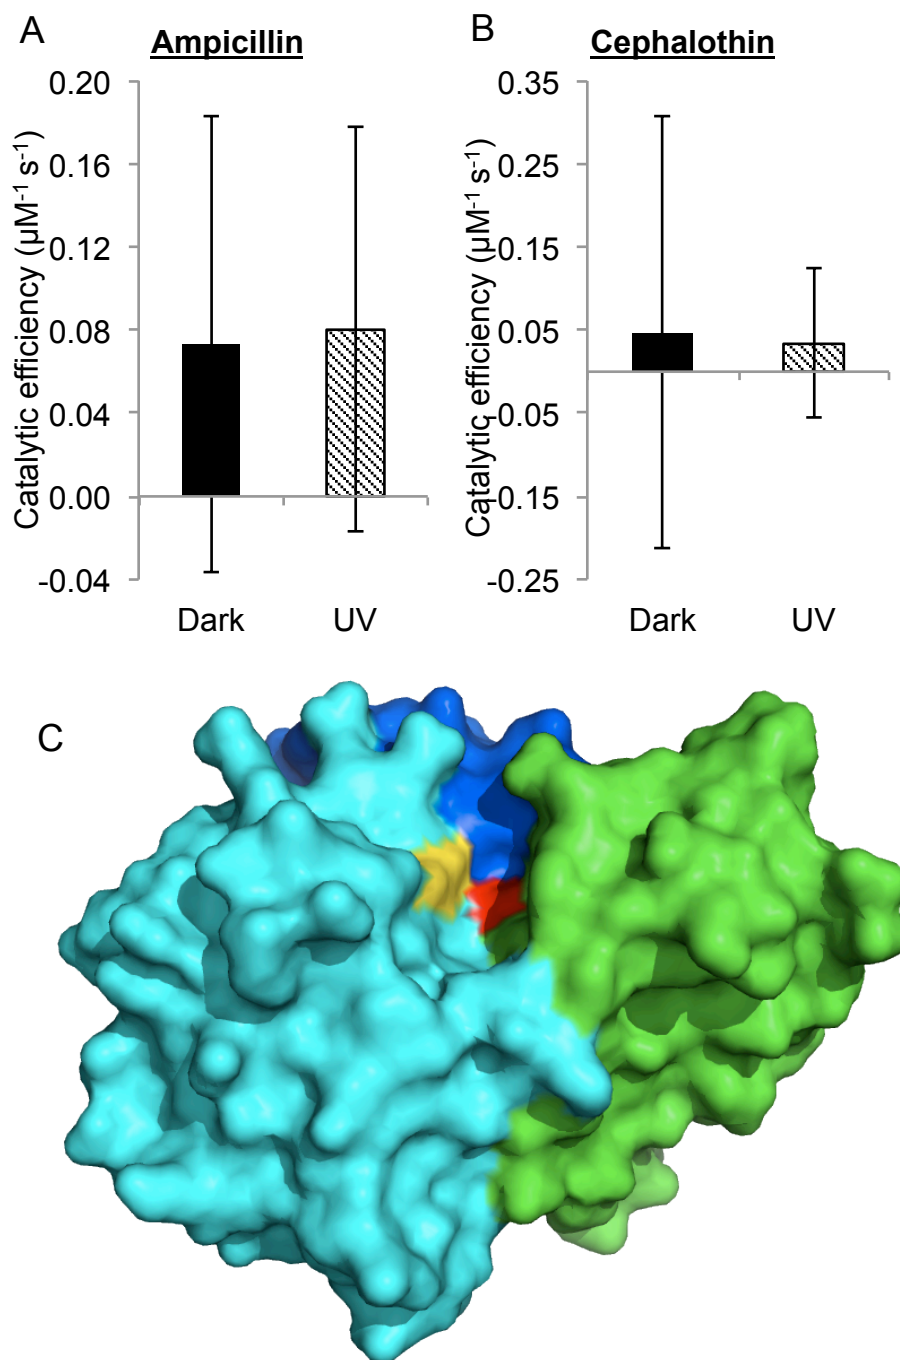 A
Ampicillin
Catalytic efficiency (µM⁻¹ s⁻¹)
0.20
0.16
0.12
0.08
0.04
0.00
-0.04
Dark UV
B
Cephalothin
Catalytic efficiency (µM⁻¹ s⁻¹)
0.35
0.25
0.15
0.05
-0.05
-0.15
-0.25
Dark UV
C